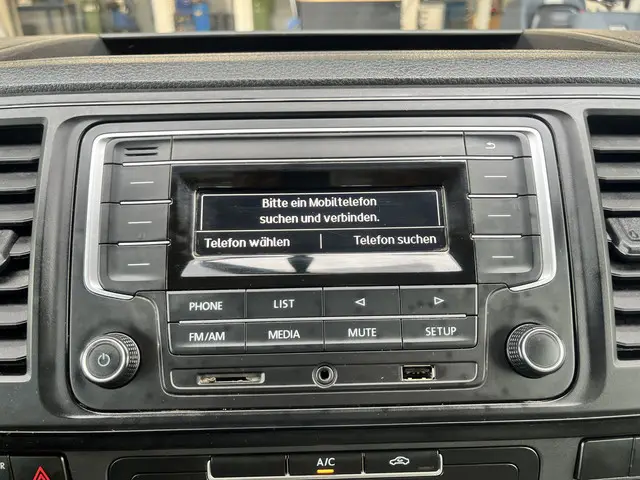 Bitte ein Mobiltelefon
suchen und verbinden.
Telefon wählen | Telefon suchen
PHONE LIST
FM/AM MEDIA MUTE SETUP
R
A/C